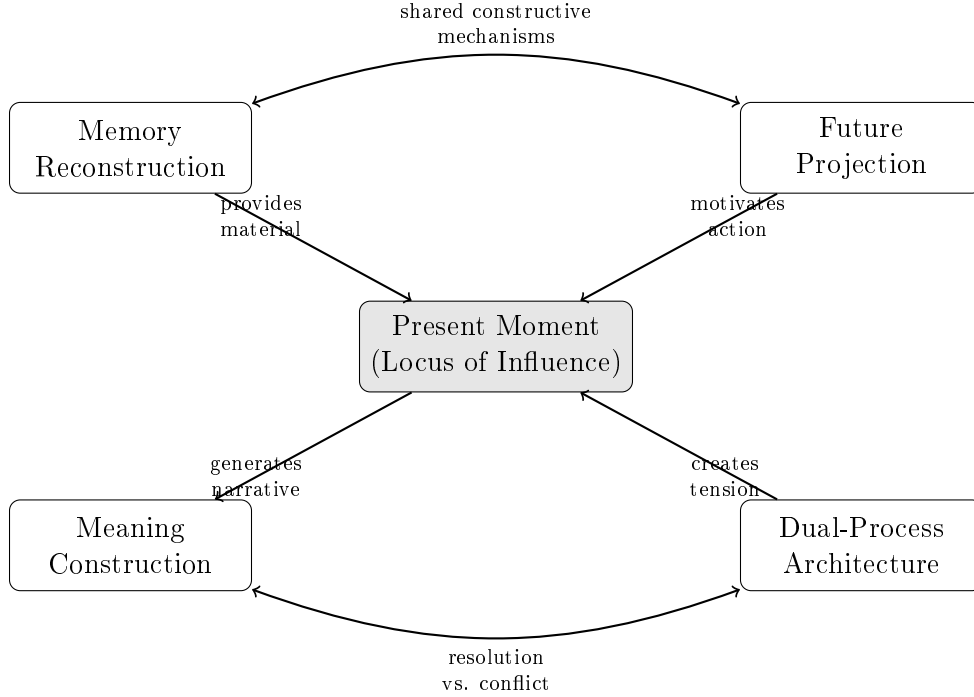 shared constructive
mechanisms
Memory
Reconstruction
Future
Projection
provides
material
motivates
action
Present Moment
(Locus of Influence)
generates
narrative
creates
tension
Meaning
Construction
Dual-Process
Architecture
resolution
vs. conflict